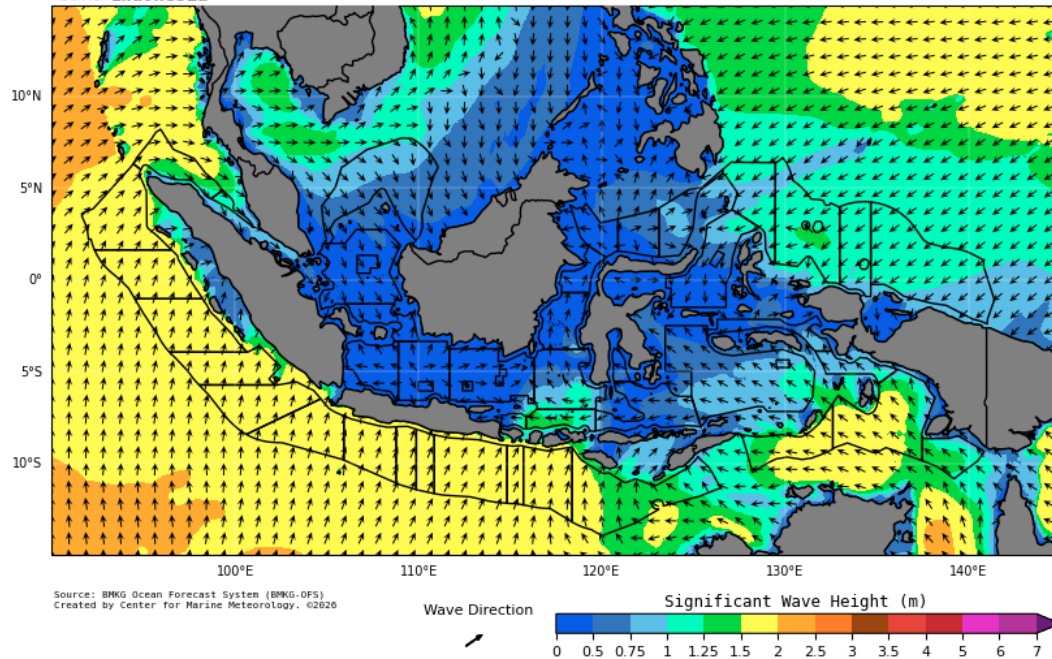 10°N
5°N
0°
5°S
10°S
100°E 110°E 120°E 130°E 140°E
Source: BMKG Ocean Forecast System (BMKG-OFS)
Created by Center for Marine Meteorology. ©2026
Wave Direction
Significant Wave Height (m)
0 0.5 0.75 1 1.25 1.5 2 2.5 3 3.5 4 5 6 7